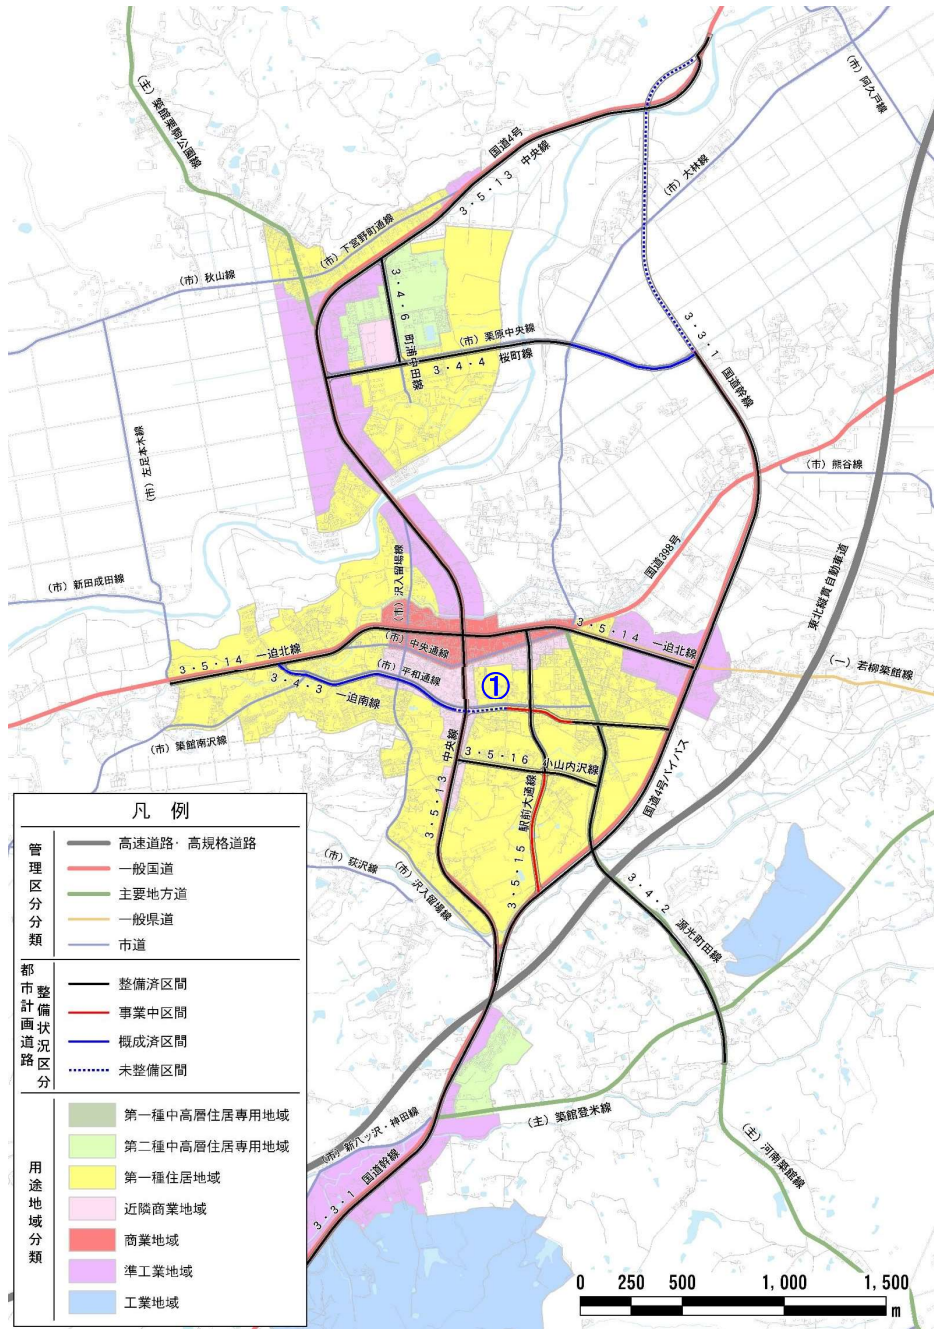 (市) 阿久戸線
(主) 築館栗駒公園線
国道4号
3・5・13 中央線
(市) 大林線
(市) 下宮野町通線
(市) 秋山線
3・4・6 町浦中田線
(市) 栗原中央線
3・4・4 桜町線
3・3・1 国道幹線
(市) 左足本木線
(市) 熊谷線
国道398号
東北縦貫自動車道
(市) 新田成田線
(市) 沢入留場線
3・5・14 一迫北線
(市) 中央通線
3・5・14 一迫北線
(一) 若柳築館線
(市) 平和通線
①
3・4・3 一迫南線
(市) 築館南沢線
3・5・13 中央線
3・5・16 小山内沢線
国道4号バイパス
3・5・15 駅前大通線
(市) 荻沢線
(市) 沢入留場線
3・4・2 源光町田線
(主) 築館登米線
(市) 新八ッ沢・神田線
3・3・1 国道幹線
(主) 河南築館線
凡例
管理区分分類
高速道路・高規格道路
一般国道
主要地方道
一般県道
市道
都市計画道路
整備状況区分
整備済区間
事業中区間
概成済区間
未整備区間
用途地域分類
第一種中高層住居専用地域
第二種中高層住居専用地域
第一種住居地域
近隣商業地域
商業地域
準工業地域
工業地域
0 250 500 1,000 1,500
m